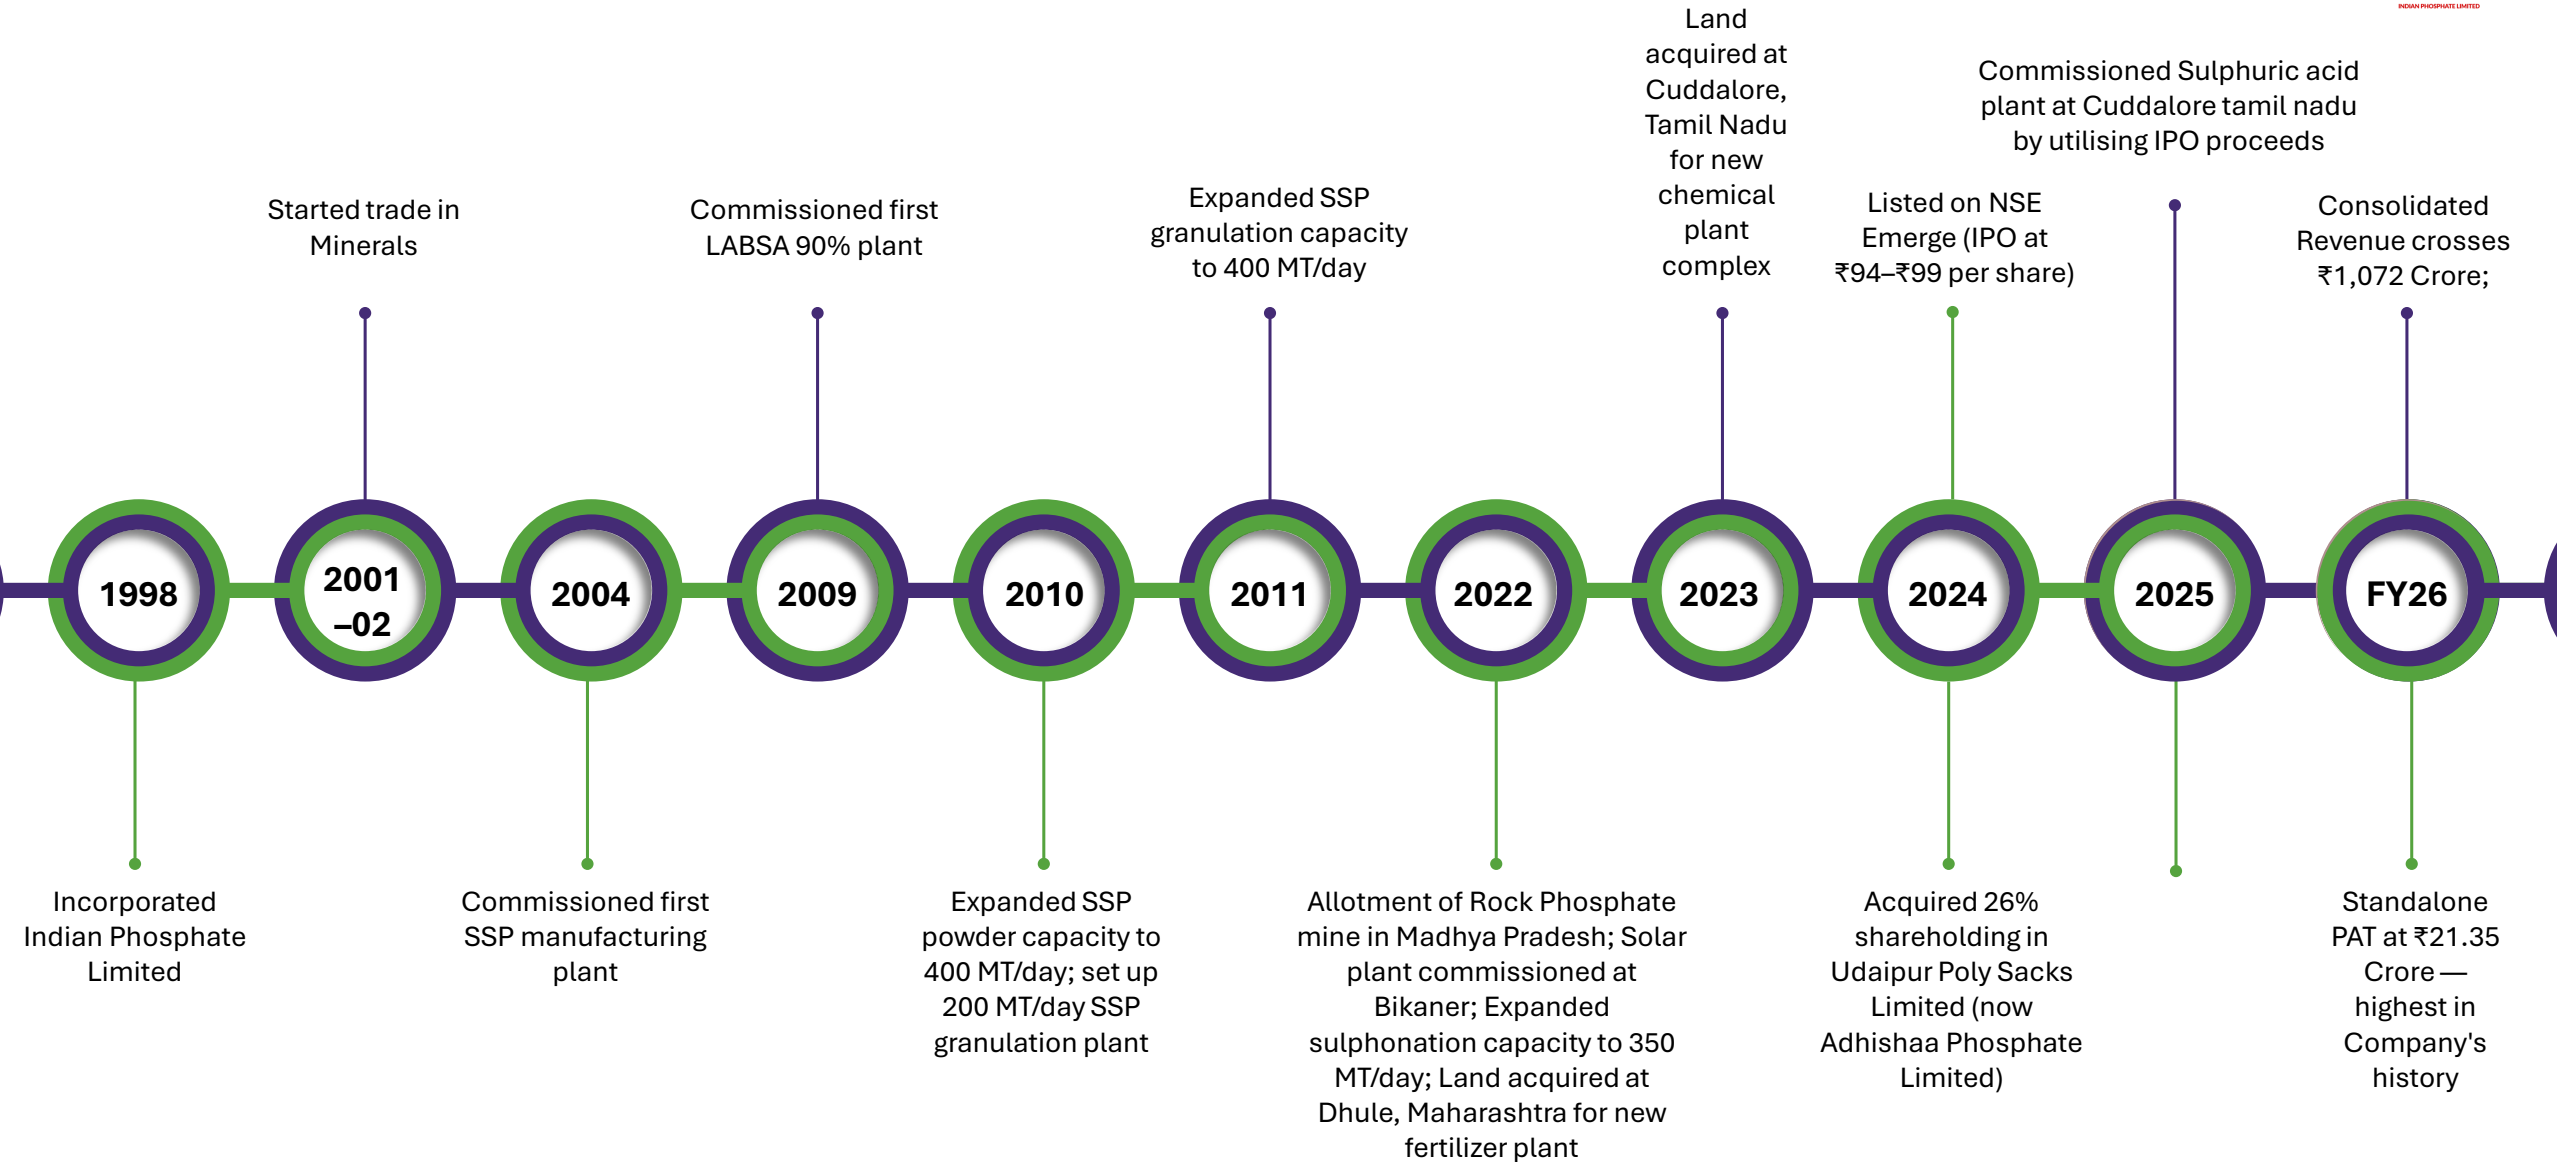 INDIAN PHOSPHATE LIMITED
Land
acquired at
Cuddalore,
Tamil Nadu
for new
chemical
plant
complex
Commissioned Sulphuric acid
plant at Cuddalore tamil nadu
by utilising IPO proceeds
Started trade in
Minerals
Commissioned first
LABSA 90% plant
Expanded SSP
granulation capacity
to 400 MT/day
Listed on NSE
Emerge (IPO at
₹94–₹99 per share)
Consolidated
Revenue crosses
₹1,072 Crore;
1998
2001
–02
2004
2009
2010
2011
2022
2023
2024
2025
FY26
Incorporated
Indian Phosphate
Limited
Commissioned first
SSP manufacturing
plant
Expanded SSP
powder capacity to
400 MT/day; set up
200 MT/day SSP
granulation plant
Allotment of Rock Phosphate
mine in Madhya Pradesh; Solar
plant commissioned at
Bikaner; Expanded
sulphonation capacity to 350
MT/day; Land acquired at
Dhule, Maharashtra for new
fertilizer plant
Acquired 26%
shareholding in
Udaipur Poly Sacks
Limited (now
Adhishaa Phosphate
Limited)
Standalone
PAT at ₹21.35
Crore —
highest in
Company's
history